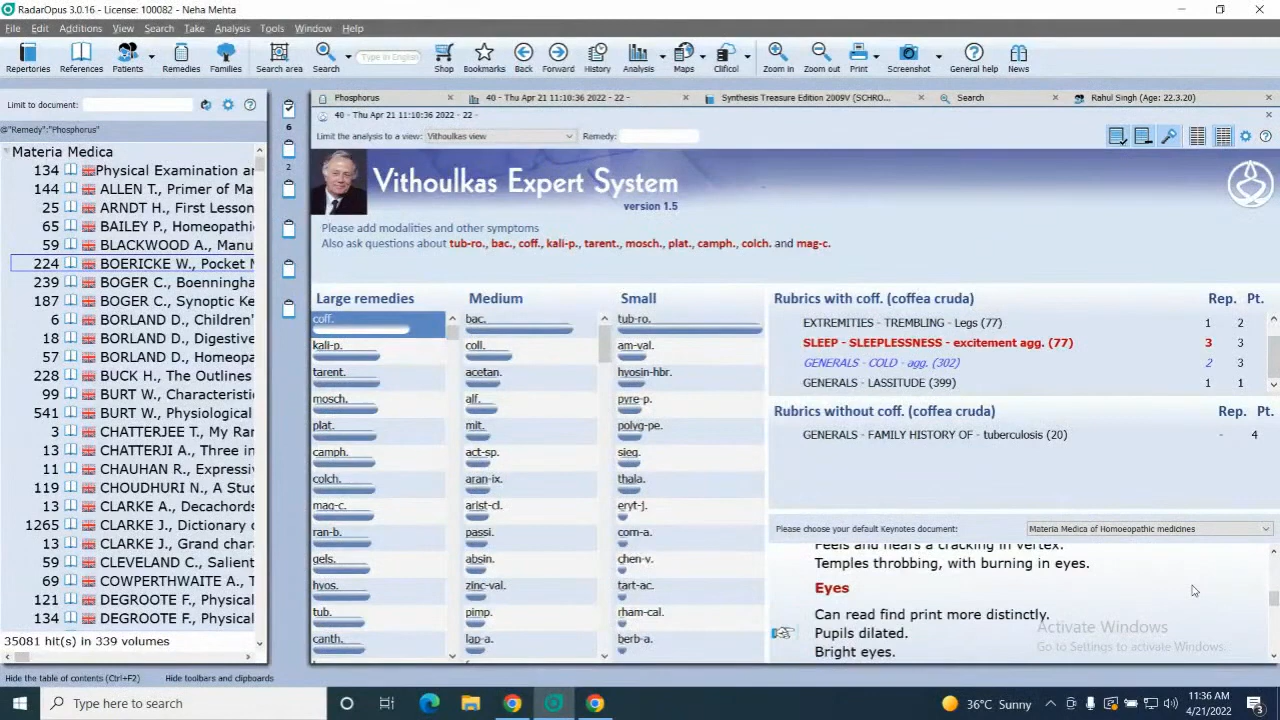 RadarOpus 3.0.16 - License: 100082 - Neha Mehta
File Edit Additions View Search Take Analysis Tools Window Help
Repertories References Patients Remedies Families Search area Search Type in English Shop Bookmarks Back Forward History Analysis Maps Clificol Zoom in Zoom out Print Screenshot General help News
Limit to document:
@"Remedy":"Phosphorus"
Materia Medica
134 Physical Examination an
144 ALLEN T., Primer of Ma
25 ARNDT H., First Lesson
65 BAILEY P., Homeopathi
59 BLACKWOOD A., Manu
224 BOERICKE W., Pocket M
239 BOGER C., Boenningha
187 BOGER C., Synoptic Ke
6 BORLAND D., Children'
18 BORLAND D., Digestive
57 BORLAND D., Homeopa
228 BUCK H., The Outlines
99 BURT W., Characteristic
541 BURT W., Physiological
3 CHATTERJEE T., My Rar
13 CHATTERJI A., Three in
11 CHAUHAN R., Expressiv
119 CHOUDHURI N., A Stud
13 CLARKE A., Decachords
1265 CLARKE J., Dictionary o
13 CLARKE J., Grand chara
59 CLEVELAND C., Salient
69 COWPERTHWAITE A., T
121 DEGROOTE F., Physical
134 DEGROOTE F., Physical
35081 hit(s) in 339 volumes
6
2
Phosphorus 40 - Thu Apr 21 11:10:36 2022 - 22 - Synthesis Treasure Edition 2009V (SCHRO... Search Rahul Singh (Age: 22.3.20)
40 - Thu Apr 21 11:10:36 2022 - 22 -
Limit the analysis to a view: Vithoulkas view Remedy:
Vithoulkas Expert System
version 1.5
Please add modalities and other symptoms
Also ask questions about tub-ro., bac., coff., kali-p., tarent., mosch., plat., camph., colch. and mag-c.
Large remedies
coff.
kali-p.
tarent.
mosch.
plat.
camph.
colch.
mag-c.
ran-b.
gels.
hyos.
tub.
canth.
Medium
bac.
coll.
acetan.
alf.
mit.
act-sp.
aran-ix.
arist-cl.
passi.
absin.
zinc-val.
pimp.
lap-a.
Small
tub-ro.
am-val.
hyosin-hbr.
pyre-p.
polyg-pe.
sieg.
thala.
eryt-j.
corn-a.
chen-v.
tart-ac.
rham-cal.
berb-a.
Rubrics with coff. (coffea cruda) Rep. Pt.
EXTREMITIES - TREMBLING - Legs (77) 1 2
SLEEP - SLEEPLESSNESS - excitement agg. (77) 3 3
GENERALS - COLD - agg. (302) 2 3
GENERALS - LASSITUDE (399) 1 1
Rubrics without coff. (coffea cruda) Rep. Pt.
GENERALS - FAMILY HISTORY OF - tuberculosis (20) - 4
Please choose your default Keynotes document: Materia Medica of Homoeopathic medicines
Feels and hears a cracking in vertex.
Temples throbbing, with burning in eyes.
Eyes
Can read find print more distinctly.
Pupils dilated.
Bright eyes.
Activate Windows
Go to Settings to activate Windows.
Hide the table of contents (Ctrl+F2) Hide toolbars and clipboards
Type here to search
36°C Sunny
11:36 AM
4/21/2022
3